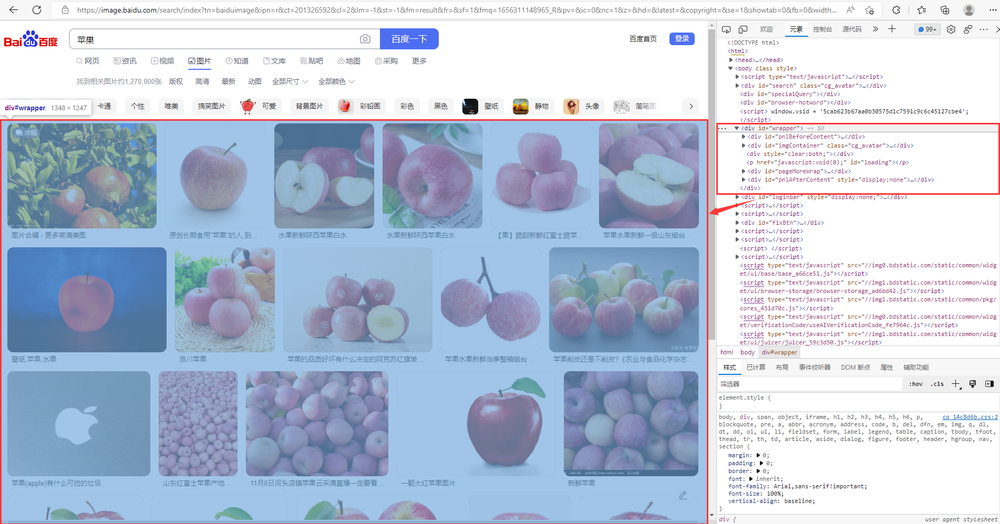 https://image.baidu.com/search/index?tn=baiduimage&ipn=r&ct=201326592&cl=2&lm=-1&st=-1&fm=result&fr=&sf=1&fmq=1656311148965_R&pv=&ic=0&nc=1&z=&hd=&latest=&copyright=&se=1&showtab=0&fb=0&width...
Bai du 百度
苹果
百度一下
百度首页
登录
网页 资讯 视频 图片 知道 文库 贴吧 地图 采购 更多
找到相关图片约1,270,000张 版权 高清 最新 动图 全部尺寸 全部颜色
div#wrapper 1348 × 1247
卡通 个性 唯美 搞笑图片 可爱 背景图片 彩铅画 彩色 黑色 壁纸 静物 头像 简笔画
合辑
图片合辑 - 更多高清美图
原创长期食用"苹果"的人,到...
水果新鲜陕西苹果白水
水果新鲜陕西苹果白水
【果】脆甜新鲜红富士脆苹...
苹果水果新鲜一级山东烟台...
壁纸,苹果,水果
洛川苹果
苹果的品质好坏有什么决定的阿克苏红旗坡...
苹果水果新鲜当季整箱烟台...
苹果削皮还是不削皮?《农业与食品化学杂志...
苹果(apple)有什么可捡的垃圾
山东红富士苹果产地...
11月6日河头店镇苹果云采摘直播一定要看...
一颗大红苹果图片
新鲜苹果
欢迎 元素 控制台 源代码 99+
<!DOCTYPE html>
<html>
<head>…</head>
<body class style>
<script type="text/javascript">…</script>
<div id="search" class="cg_avatar">…</div>
<div id="specialQuery"></div>
<div id="browser-hotword"></div>
<script> window.vsid = '5cab623b67aa0b30575d1c7591c9c6c45127cbe4';
</script>
<div id="wrapper"> == $0
<div id="pnlBeforeContent">…</div>
<div id="imgContainer" class="cg_avatar">…</div>
<div style="clear:both;"></div>
<p href="javascript:void(0);" id="loading"></p>
<div id="pageMoreWrap">…</div>
<div id="pnlAfterContent" style="display:none">…</div>
</div>
<div id="loginbar" style="display:none;">…</div>
<script>…</script>
<script>…</script>
<div id="fixBtn">…</div>
<script>…</script>
<script>…</script>
<script> </script>
<script>…</script>
<script type="text/javascript" src="//img0.bdstatic.com/static/common/widg
et/ui/base/base_a66ce51.js"></script>
<script type="text/javascript" src="//img1.bdstatic.com/static/common/widg
et/ui/browser-storage/browser-storage_ad6bd42.js"></script>
<script type="text/javascript" src="//img1.bdstatic.com/static/common/pkg/
cores_451d70c.js"></script>
<script type="text/javascript" src="//img0.bdstatic.com/static/common/widg
et/verificationCode/useAIVerificationCode_fe7964c.js"></script>
<script type="text/javascript" src="//img1.bdstatic.com/static/common/widg
et/ui/juicer/juicer_59c3d50.js"></script>
html body div#wrapper
样式 已计算 布局 事件侦听器 DOM 断点 属性 辅助功能
筛选器 :hov .cls
element.style {
}
body, div, span, object, iframe, h1, h2, h3, h4, h5, h6, p, co 14c8d6b.css:2
blockquote, pre, a, abbr, acronym, address, code, b, del, dfn, em, img, q, dl,
dt, dd, ol, ul, li, fieldset, form, label, legend, table, caption, tbody, tfoot,
thead, tr, th, td, article, aside, dialog, figure, footer, header, hgroup, nav,
section {
margin: 0;
padding: 0;
border: 0;
font: inherit;
font-family: Arial,sans-serif!important;
font-size: 100%;
vertical-align: baseline;
}
div { user agent stylesheet